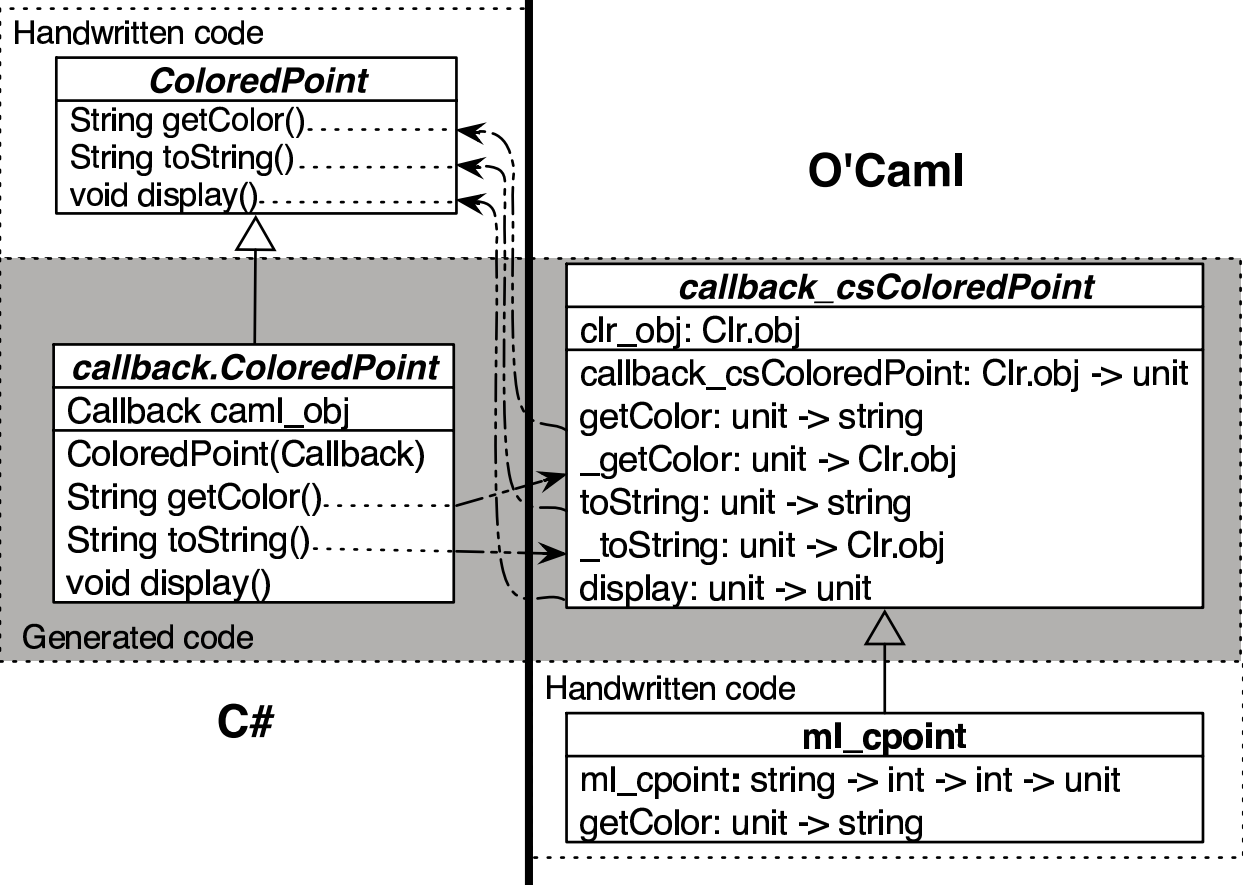 Handwritten code
ColoredPoint
String getColor()
String toString()
void display()
O'Caml
callback_csColoredPoint
clr_obj: Clr.obj
callback_csColoredPoint: Clr.obj -> unit
getColor: unit -> string
_getColor: unit -> Clr.obj
toString: unit -> string
_toString: unit -> Clr.obj
display: unit -> unit
callback.ColoredPoint
Callback caml_obj
ColoredPoint(Callback)
String getColor()
String toString()
void display()
Generated code
C#
Handwritten code
ml_cpoint
ml_cpoint: string -> int -> int -> unit
getColor: unit -> string